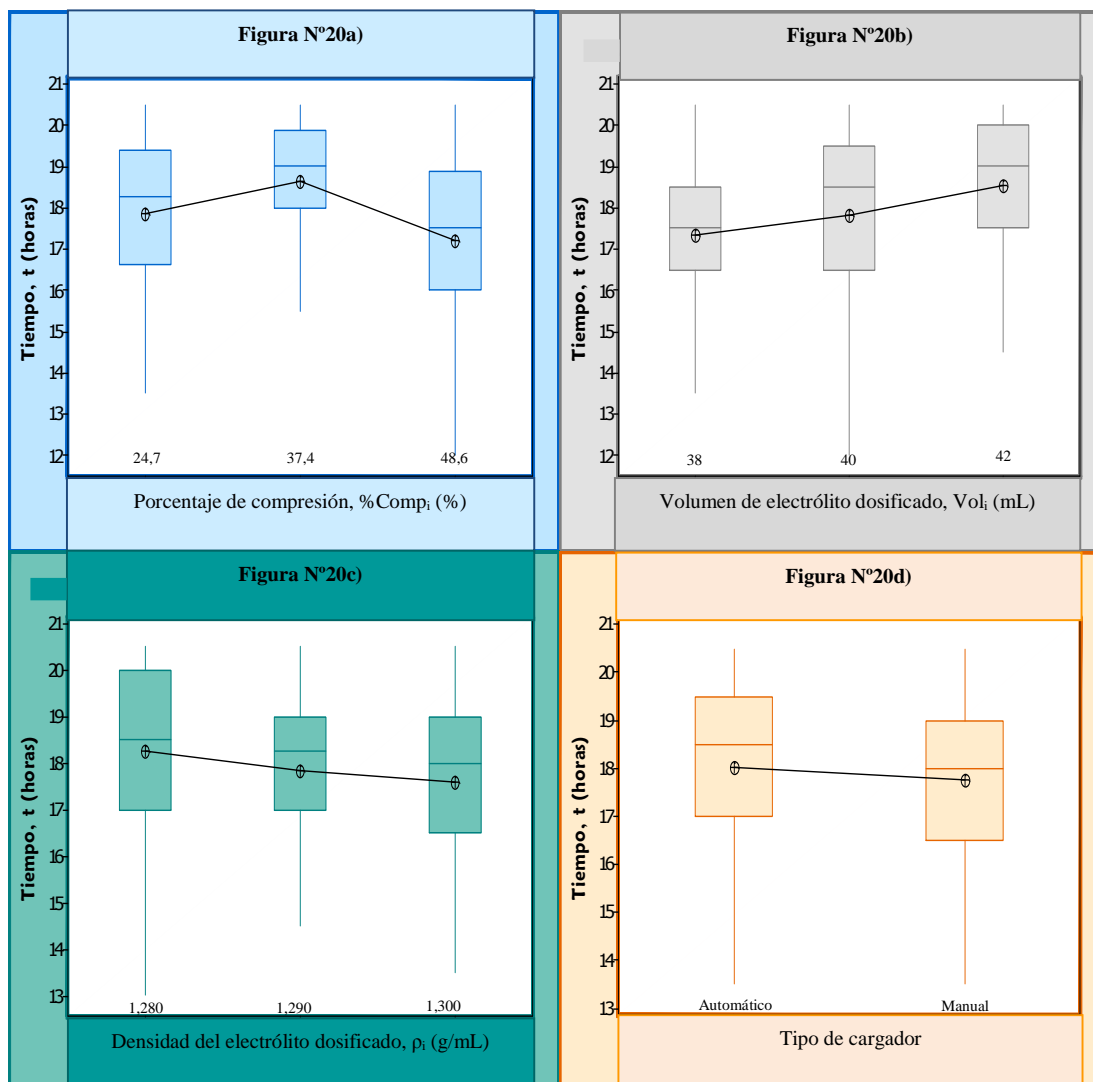 Figura Nº20a)
Tiempo, t (horas)
21
20
19
18
17
16
15
14
13
12
24,7 37,4 48,6
Porcentaje de compresión, %Compᵢ (%)
Figura Nº20b)
Tiempo, t (horas)
21
20
19
18
17
16
15
14
13
12
38 40 42
Volumen de electrólito dosificado, Volᵢ (mL)
Figura Nº20c)
Tiempo, t (horas)
21
20
19
18
17
16
15
14
13
1,280 1,290 1,300
Densidad del electrólito dosificado, ρᵢ (g/mL)
Figura Nº20d)
Tiempo, t (horas)
21
20
19
18
17
16
15
14
13
Automático Manual
Tipo de cargador